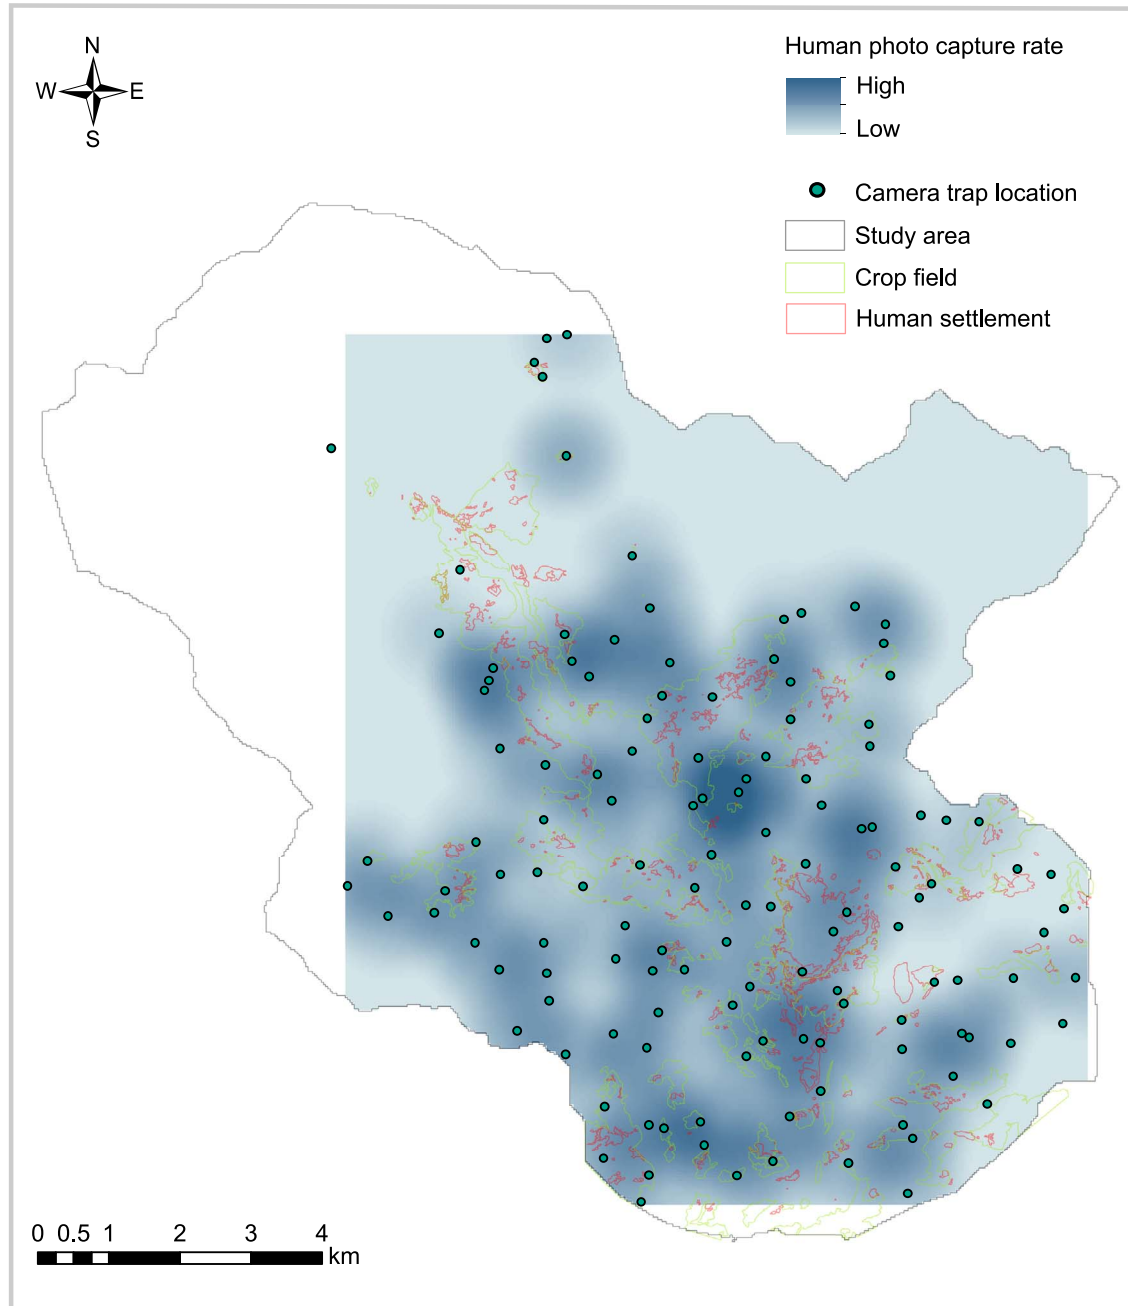 N
W E
S
Human photo capture rate
High
Low
Camera trap location
Study area
Crop field
Human settlement
0 0.5 1 2 3 4
km